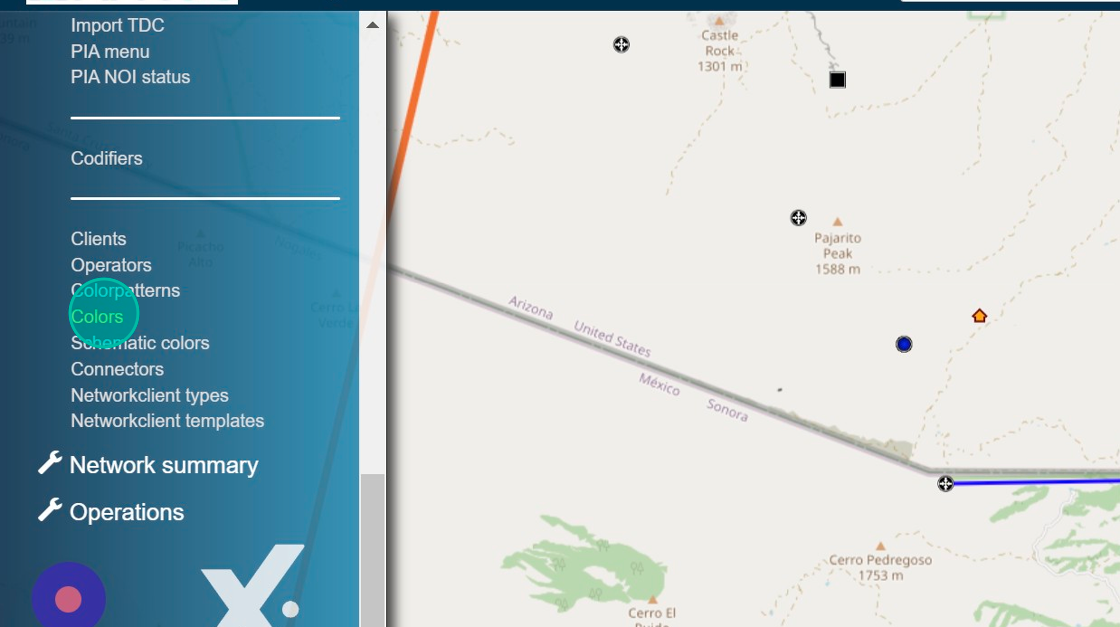 Import TDC
PIA menu
PIA NOI status
Codifiers
Clients
Operators
Colorpatterns
Colors
Schematic colors
Connectors
Networkclient types
Networkclient templates
Network summary
Operations
Picacho
Alto
Castle
Rock
1301 m
Pajarito
Peak
1588 m
Arizona United States
México Sonora
Cerro Pedregoso
1753 m
Cerro El